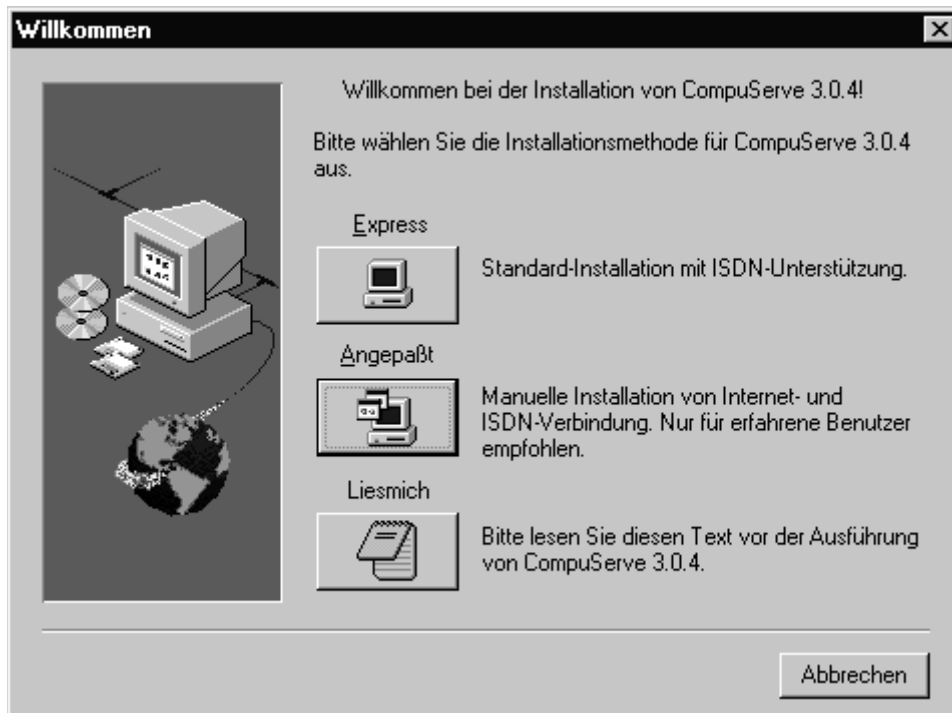 Willkommen
Willkommen bei der Installation von CompuServe 3.0.4!
Bitte wählen Sie die Installationsmethode für CompuServe 3.0.4
aus.
Express
Standard-Installation mit ISDN-Unterstützung.
Angepaßt
Manuelle Installation von Internet- und
ISDN-Verbindung. Nur für erfahrene Benutzer
empfohlen.
Liesmich
Bitte lesen Sie diesen Text vor der Ausführung
von CompuServe 3.0.4.
Abbrechen